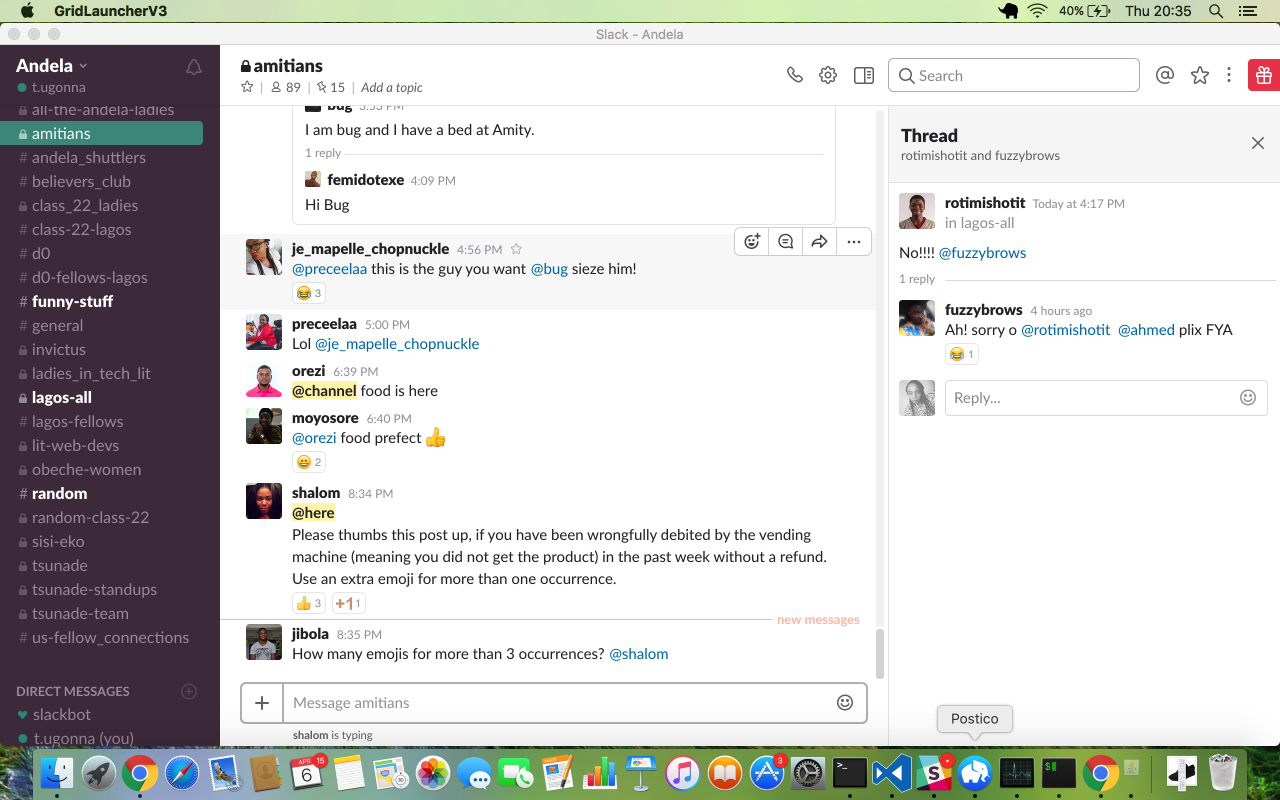 GridLauncherV3
40%
Thu 20:35
Slack - Andela
Andela
t.ugonna
all-the-andela-ladies
amitians
# andela_shuttlers
# believers_club
class_22_ladies
# class-22-lagos
# d0
# d0-fellows-lagos
# funny-stuff
# general
invictus
ladies_in_tech_lit
lagos-all
# lagos-fellows
lit-web-devs
obeche-women
# random
random-class-22
sisi-eko
tsunade
tsunade-standups
tsunade-team
# us-fellow_connections
DIRECT MESSAGES
slackbot
t.ugonna (you)
amitians
| 89 | 15 | Add a topic
Search
bug 3:53 PM
I am bug and I have a bed at Amity.
1 reply
femidotexe 4:09 PM
Hi Bug
je_mapelle_chopnuckle 4:56 PM
@preceelaa this is the guy you want @bug sieze him!
3
preceelaa 5:00 PM
Lol @je_mapelle_chopnuckle
orezi 6:39 PM
@channel food is here
moyosore 6:40 PM
@orezi food prefect
2
shalom 8:34 PM
@here
Please thumbs this post up, if you have been wrongfully debited by the vending
machine (meaning you did not get the product) in the past week without a refund.
Use an extra emoji for more than one occurrence.
3 +1 1
new messages
jibola 8:35 PM
How many emojis for more than 3 occurrences? @shalom
Message amitians
shalom is typing
Thread
rotimishotit and fuzzybrows
rotimishotit Today at 4:17 PM
in lagos-all
No!!!! @fuzzybrows
1 reply
fuzzybrows 4 hours ago
Ah! sorry o @rotimishotit @ahmed plix FYA
1
Reply...
Postico
APR 15
6
3